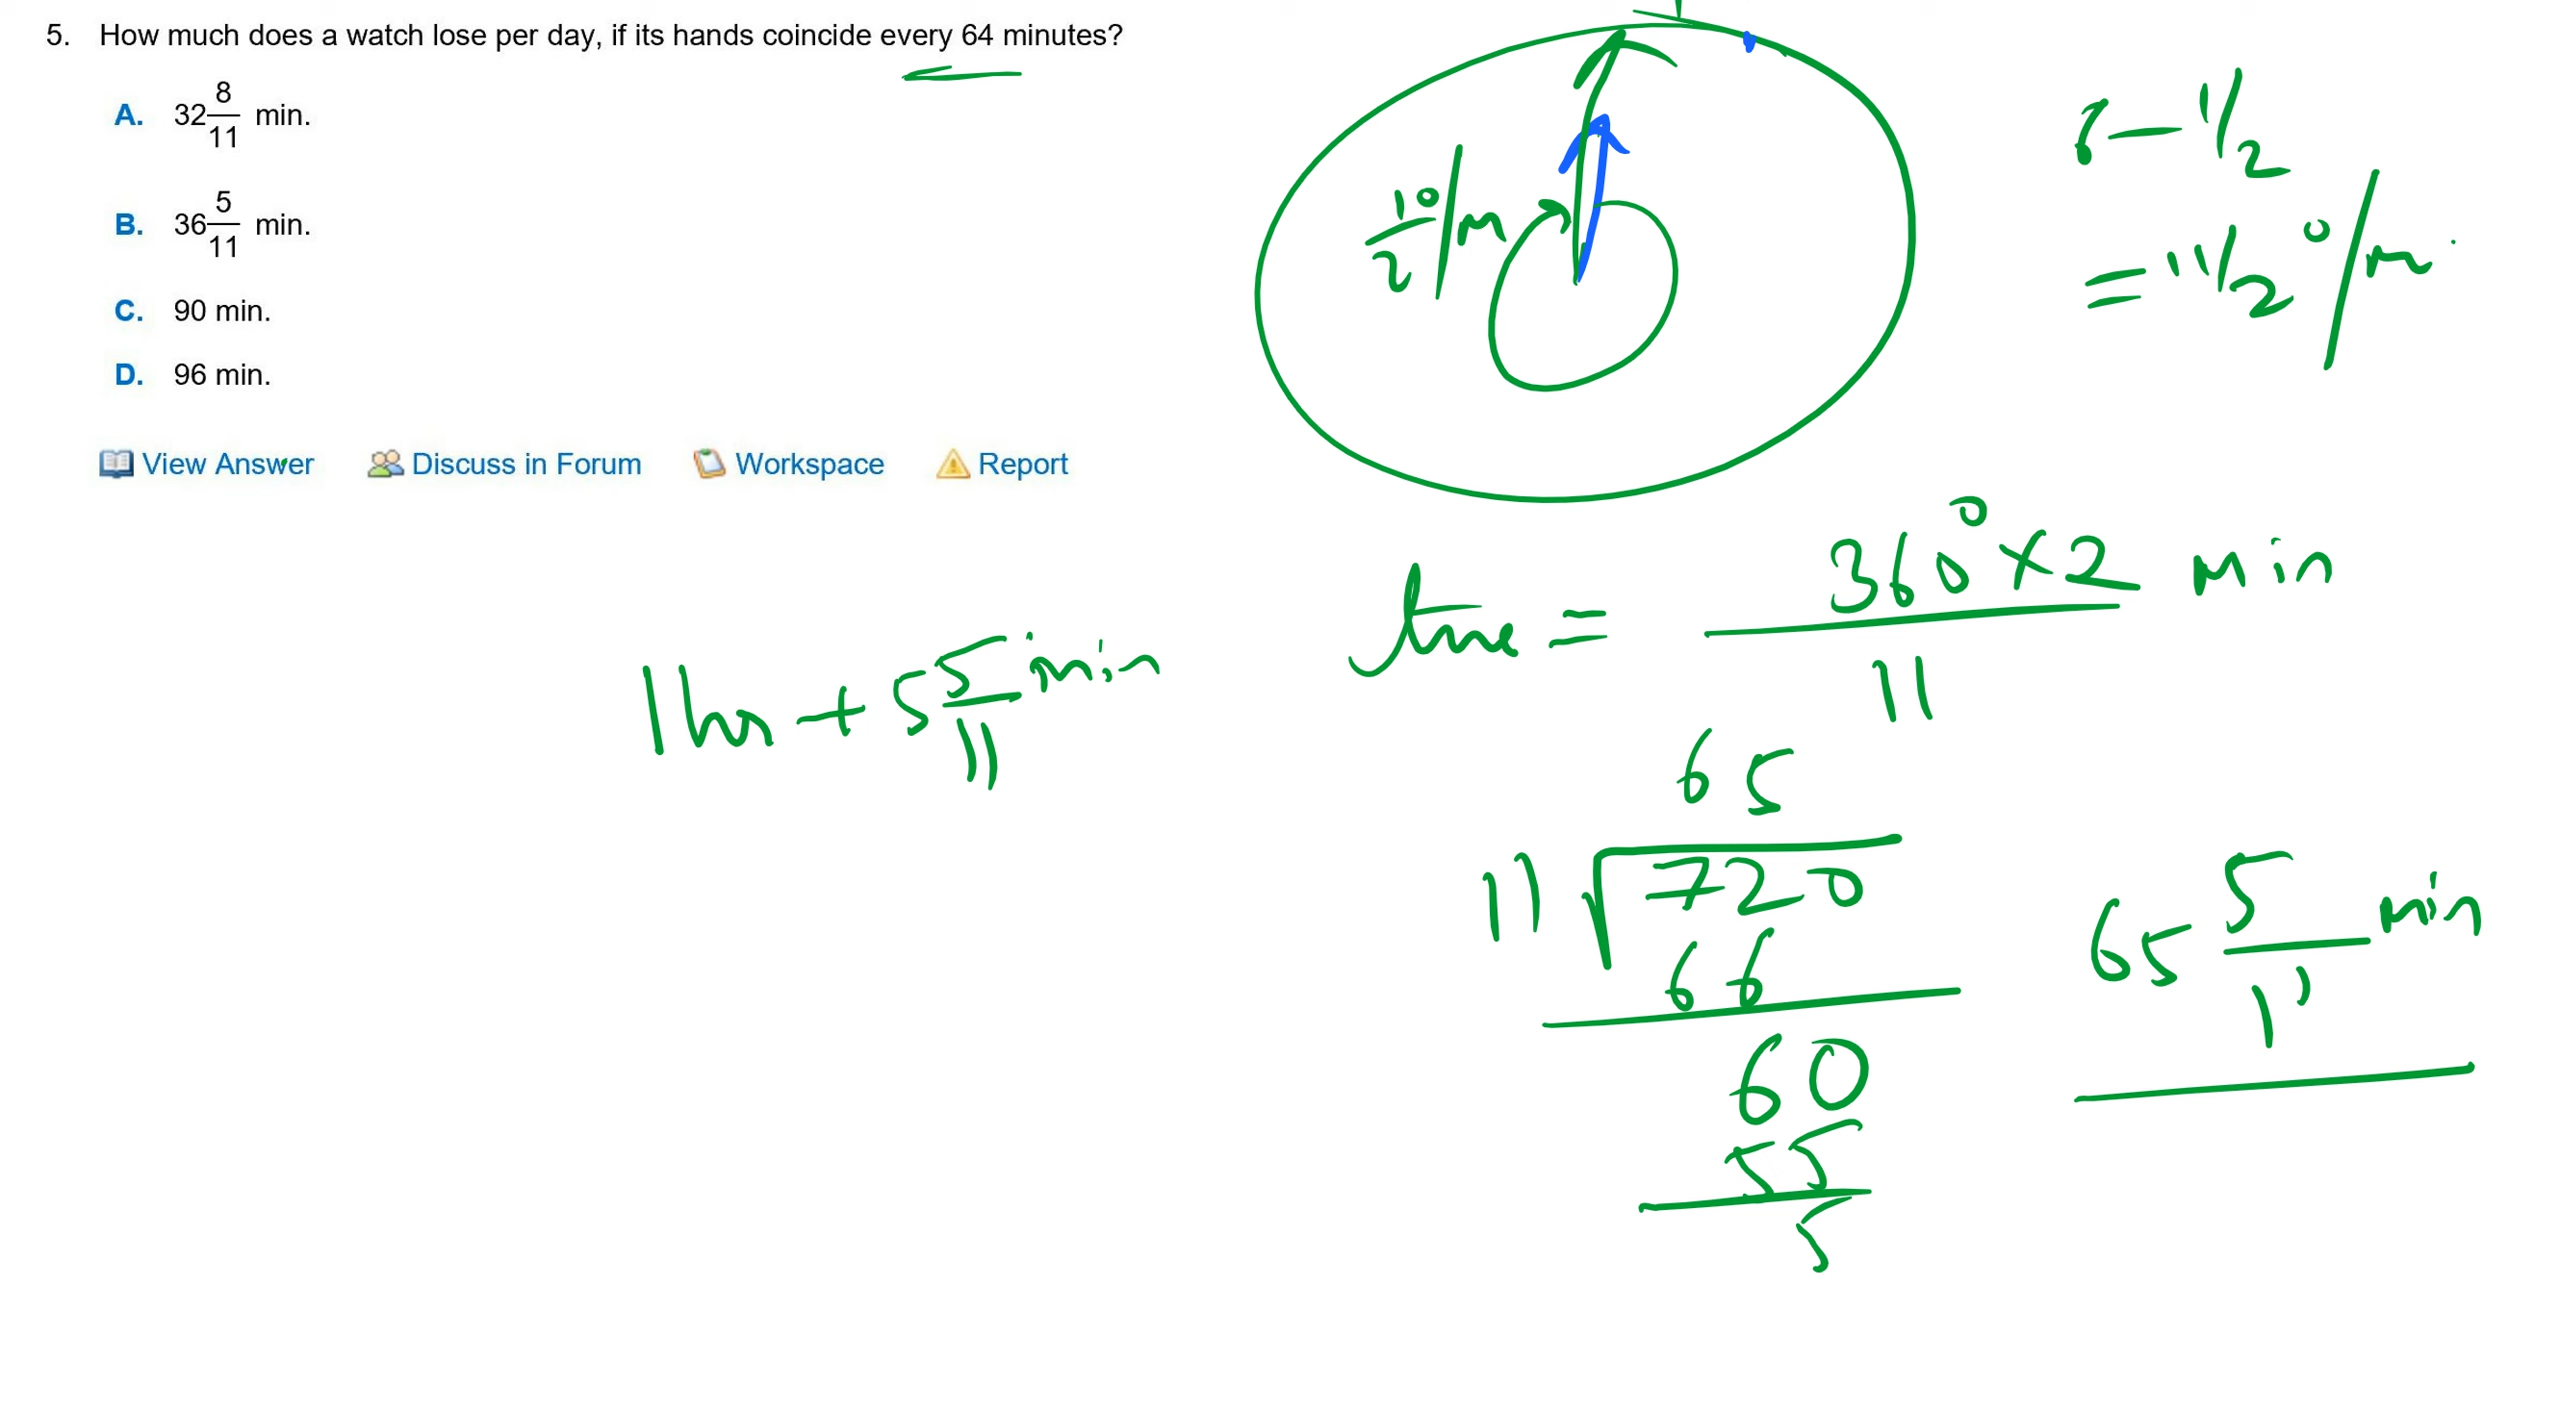 5. How much does a watch lose per day, if its hands coincide every 64 minutes?
A. 32 8/11 min.
B. 36 5/11 min.
C. 90 min.
D. 96 min.
View Answer Discuss in Forum Workspace Report
1°/2 /m
6 - 1/2
= 11/2 °/m.
time = 360° × 2 / 11 min
1hr + 5 5/11 min
65
11 √720
66
60
55
5
65 5/11 min